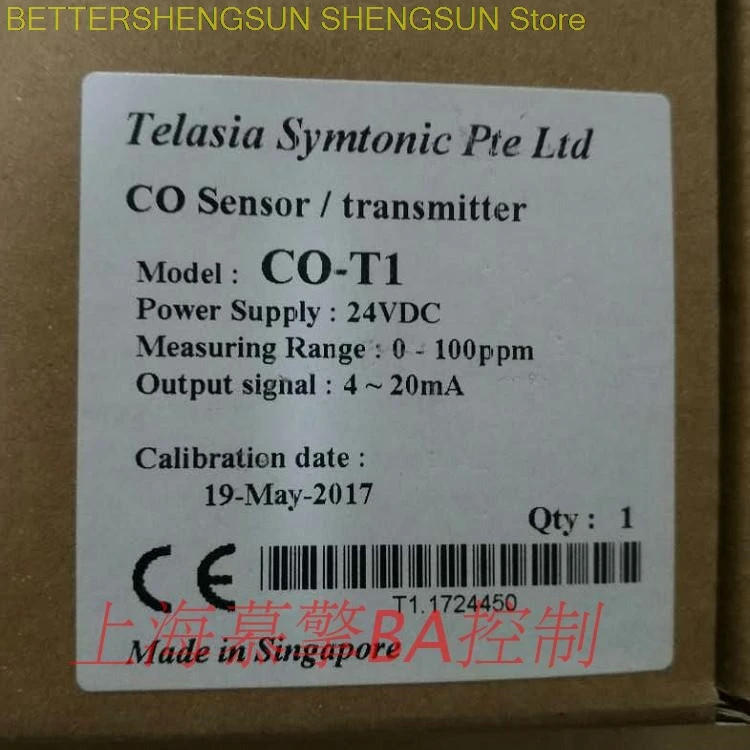 BETTERSHENGSUN SHENGSUN Store
Telasia Symtonic Pte Ltd
CO Sensor / transmitter
Model : CO-T1
Power Supply : 24VDC
Measuring Range : 0 - 100ppm
Output signal : 4 ~ 20mA
Calibration date :
19-May-2017
Qty : 1
CE
T1.1724450
上海慕警BA控制
Made in Singapore